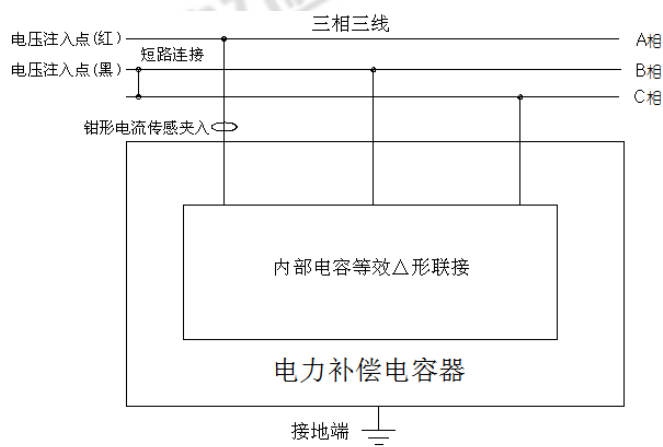 三相三线
电压注入点(红)
A相
短路连接
电压注入点(黑)
B相
C相
钳形电流传感夹入
内部电容等效△形联接
电力补偿电容器
接地端